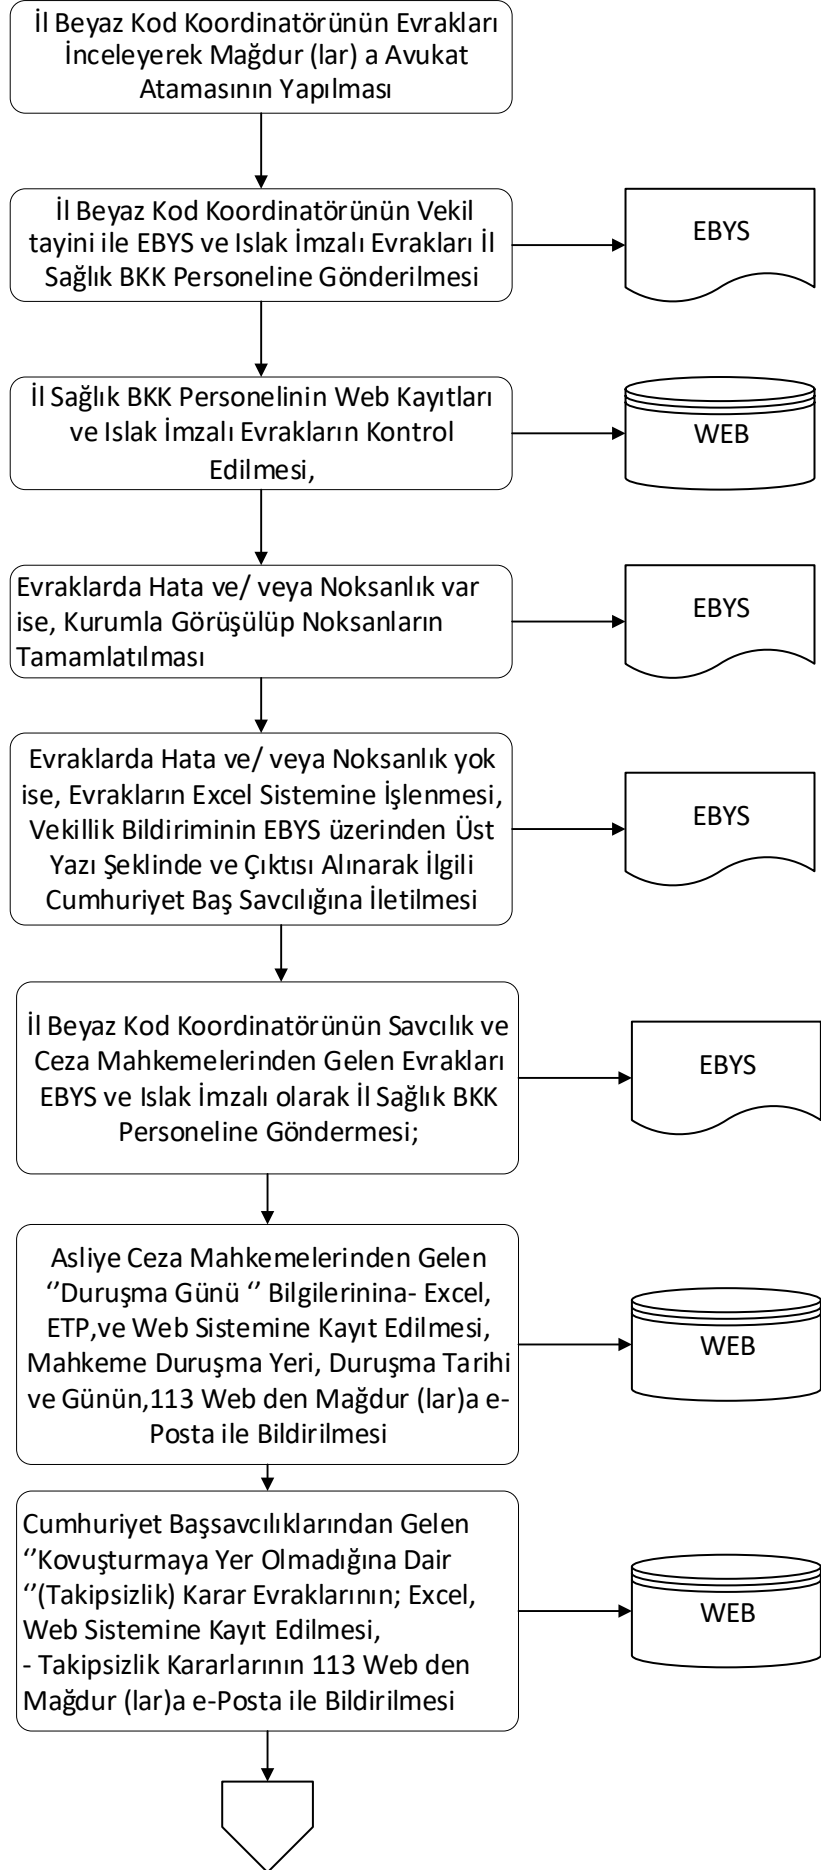 İl Beyaz Kod Koordinatörünün Evrakları
İnceleyerek Mağdur (lar) a Avukat
Atamasının Yapılması
İl Beyaz Kod Koordinatörünün Vekil
tayini ile EBYS ve Islak İmzalı Evrakları İl
Sağlık BKK Personeline Gönderilmesi
EBYS
İl Sağlık BKK Personelinin Web Kayıtları
ve Islak İmzalı Evrakların Kontrol
Edilmesi,
WEB
Evraklarda Hata ve/ veya Noksanlık var
ise, Kurumla Görüşülüp Noksanların
Tamamlatılması
EBYS
Evraklarda Hata ve/ veya Noksanlık yok
ise, Evrakların Excel Sistemine İşlenmesi,
Vekillik Bildiriminin EBYS üzerinden Üst
Yazı Şeklinde ve Çıktısı Alınarak İlgili
Cumhuriyet Baş Savcılığına İletilmesi
EBYS
İl Beyaz Kod Koordinatörünün Savcılık ve
Ceza Mahkemelerinden Gelen Evrakları
EBYS ve Islak İmzalı olarak İl Sağlık BKK
Personeline Göndermesi;
EBYS
Asliye Ceza Mahkemelerinden Gelen
‘’Duruşma Günü ‘’ Bilgilerinina- Excel,
ETP,ve Web Sistemine Kayıt Edilmesi,
Mahkeme Duruşma Yeri, Duruşma Tarihi
ve Günün,113 Web den Mağdur (lar)a e-
Posta ile Bildirilmesi
WEB
Cumhuriyet Başsavcılıklarından Gelen
‘’Kovuşturmaya Yer Olmadığına Dair
‘’(Takipsizlik) Karar Evraklarının; Excel,
Web Sistemine Kayıt Edilmesi,
- Takipsizlik Kararlarının 113 Web den
Mağdur (lar)a e-Posta ile Bildirilmesi
WEB